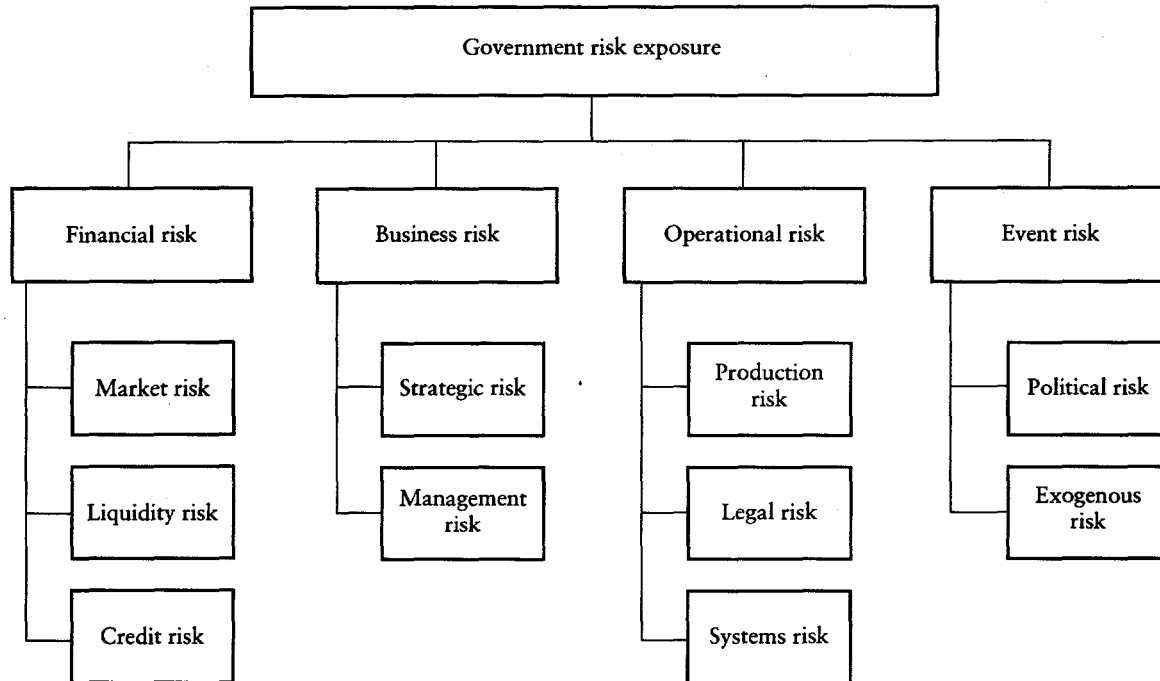 Government risk exposure
Financial risk
Business risk
Operational risk
Event risk
Market risk
Strategic risk
Production
risk
Political risk
Liquidity risk
Management
risk
Legal risk
Exogenous
risk
Credit risk
Systems risk